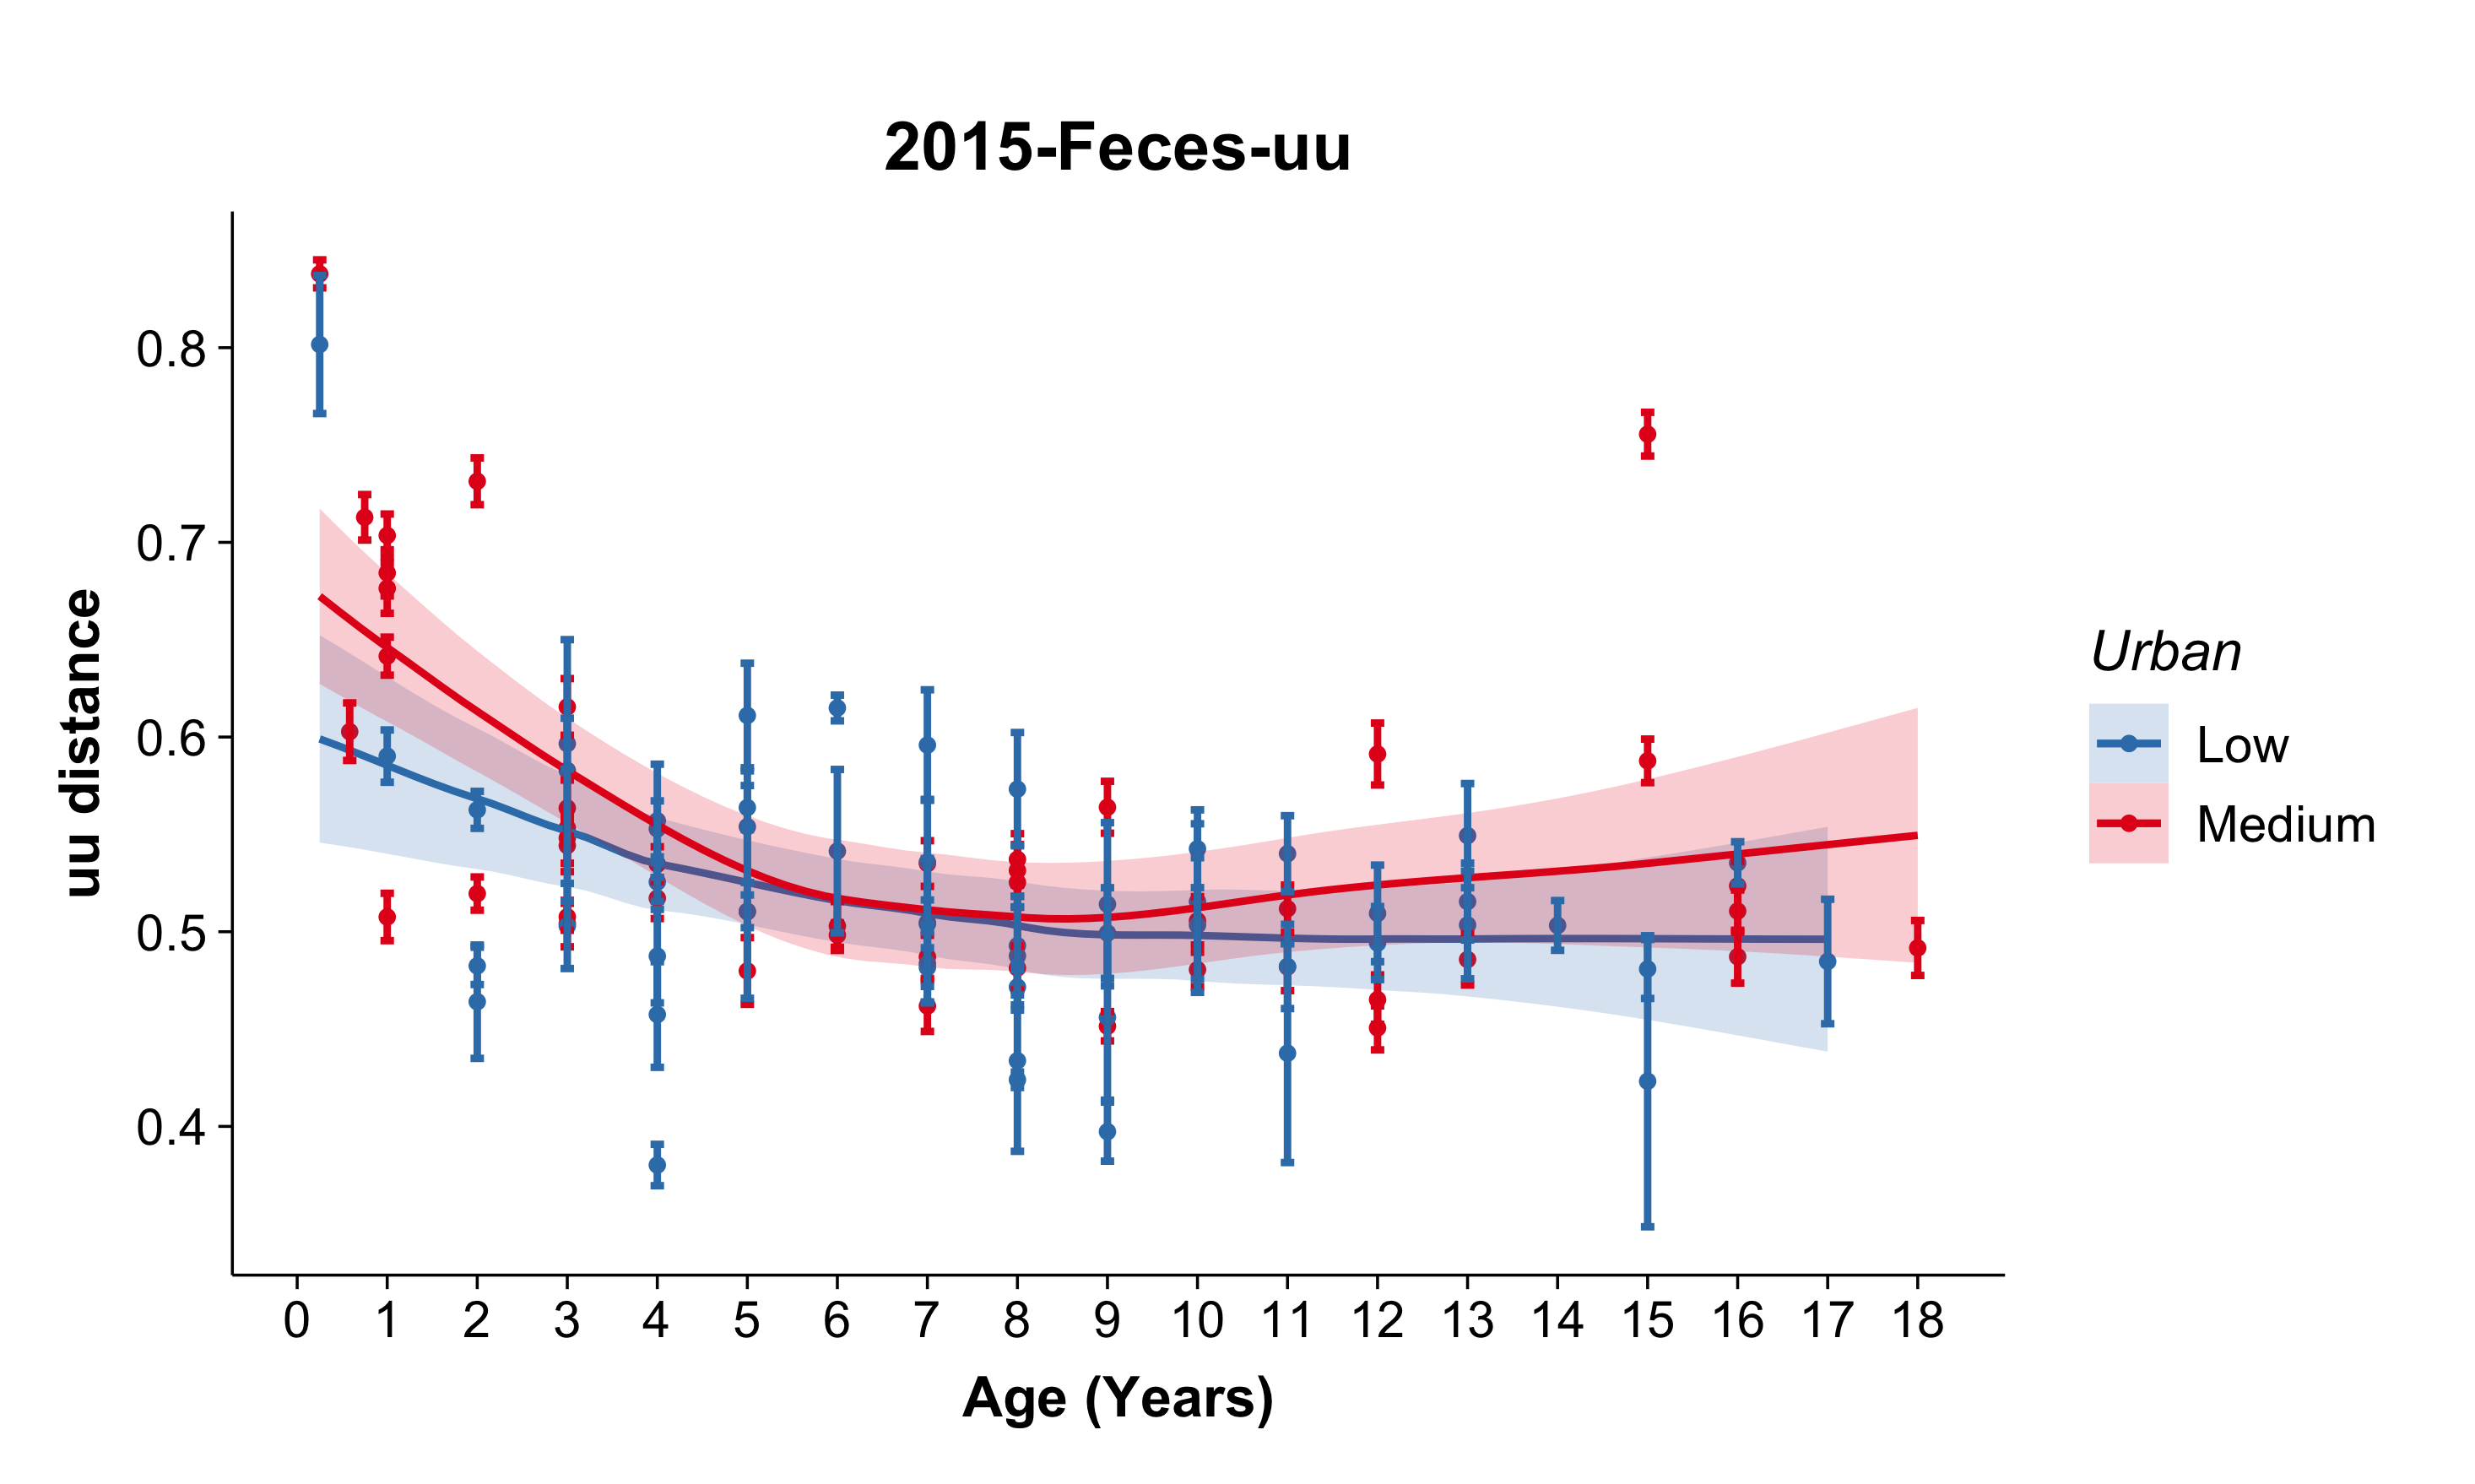 2015-Feces-uu
uu distance
0.8
0.7
0.6
0.5
0.4
0 1 2 3 4 5 6 7 8 9 10 11 12 13 14 15 16 17 18
Age (Years)
Urban
Low
Medium